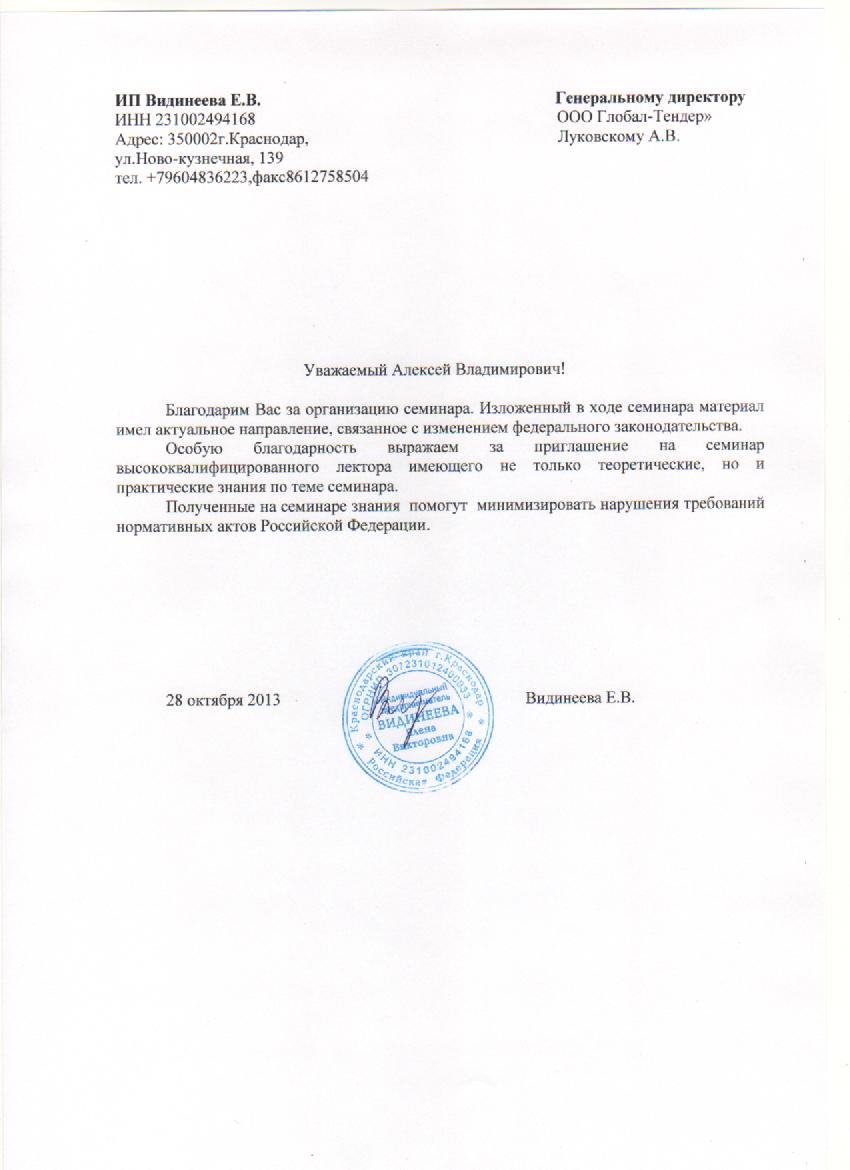 ИП Видинеева Е.В.
ИНН 231002494168
Адрес: 350002г.Краснодар,
ул.Ново-кузнечная, 139
тел. +79604836223,факс8612758504
Генеральному директору
ООО Глобал-Тендер»
Луковскому А.В.
Уважаемый Алексей Владимирович!
Благодарим Вас за организацию семинара. Изложенный в ходе семинара материал
имел актуальное направление, связанное с изменением федерального законодательства.
Особую благодарность выражаем за приглашение на семинар
высококвалифицированного лектора имеющего не только теоретические, но и
практические знания по теме семинара.
Полученные на семинаре знания помогут минимизировать нарушения требований
нормативных актов Российской Федерации.
28 октября 2013
Краснодарский край г.Краснодар
ОГРНИП 307231012400033
Индивидуальный
предприниматель
ВИДИНЕЕВА
Елена
Викторовна
ИНН 231002494168
Российская Федерация
Видинеева Е.В.